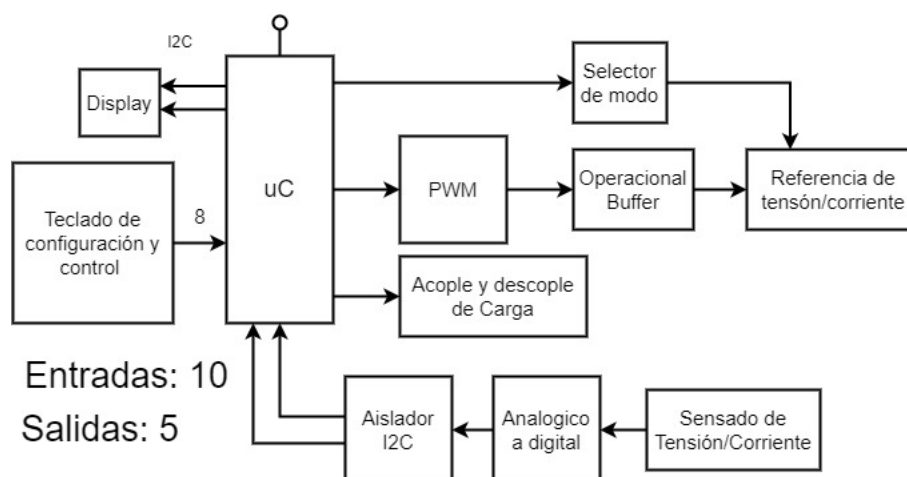 I2C
Display
uC
Selector
de modo
Teclado de
configuración y
control
8
PWM
Operacional
Buffer
Referencia de
tensón/corriente
Acople y descople
de Carga
Entradas: 10
Salidas: 5
Aislador
I2C
Analogico
a digital
Sensado de
Tensión/Corriente